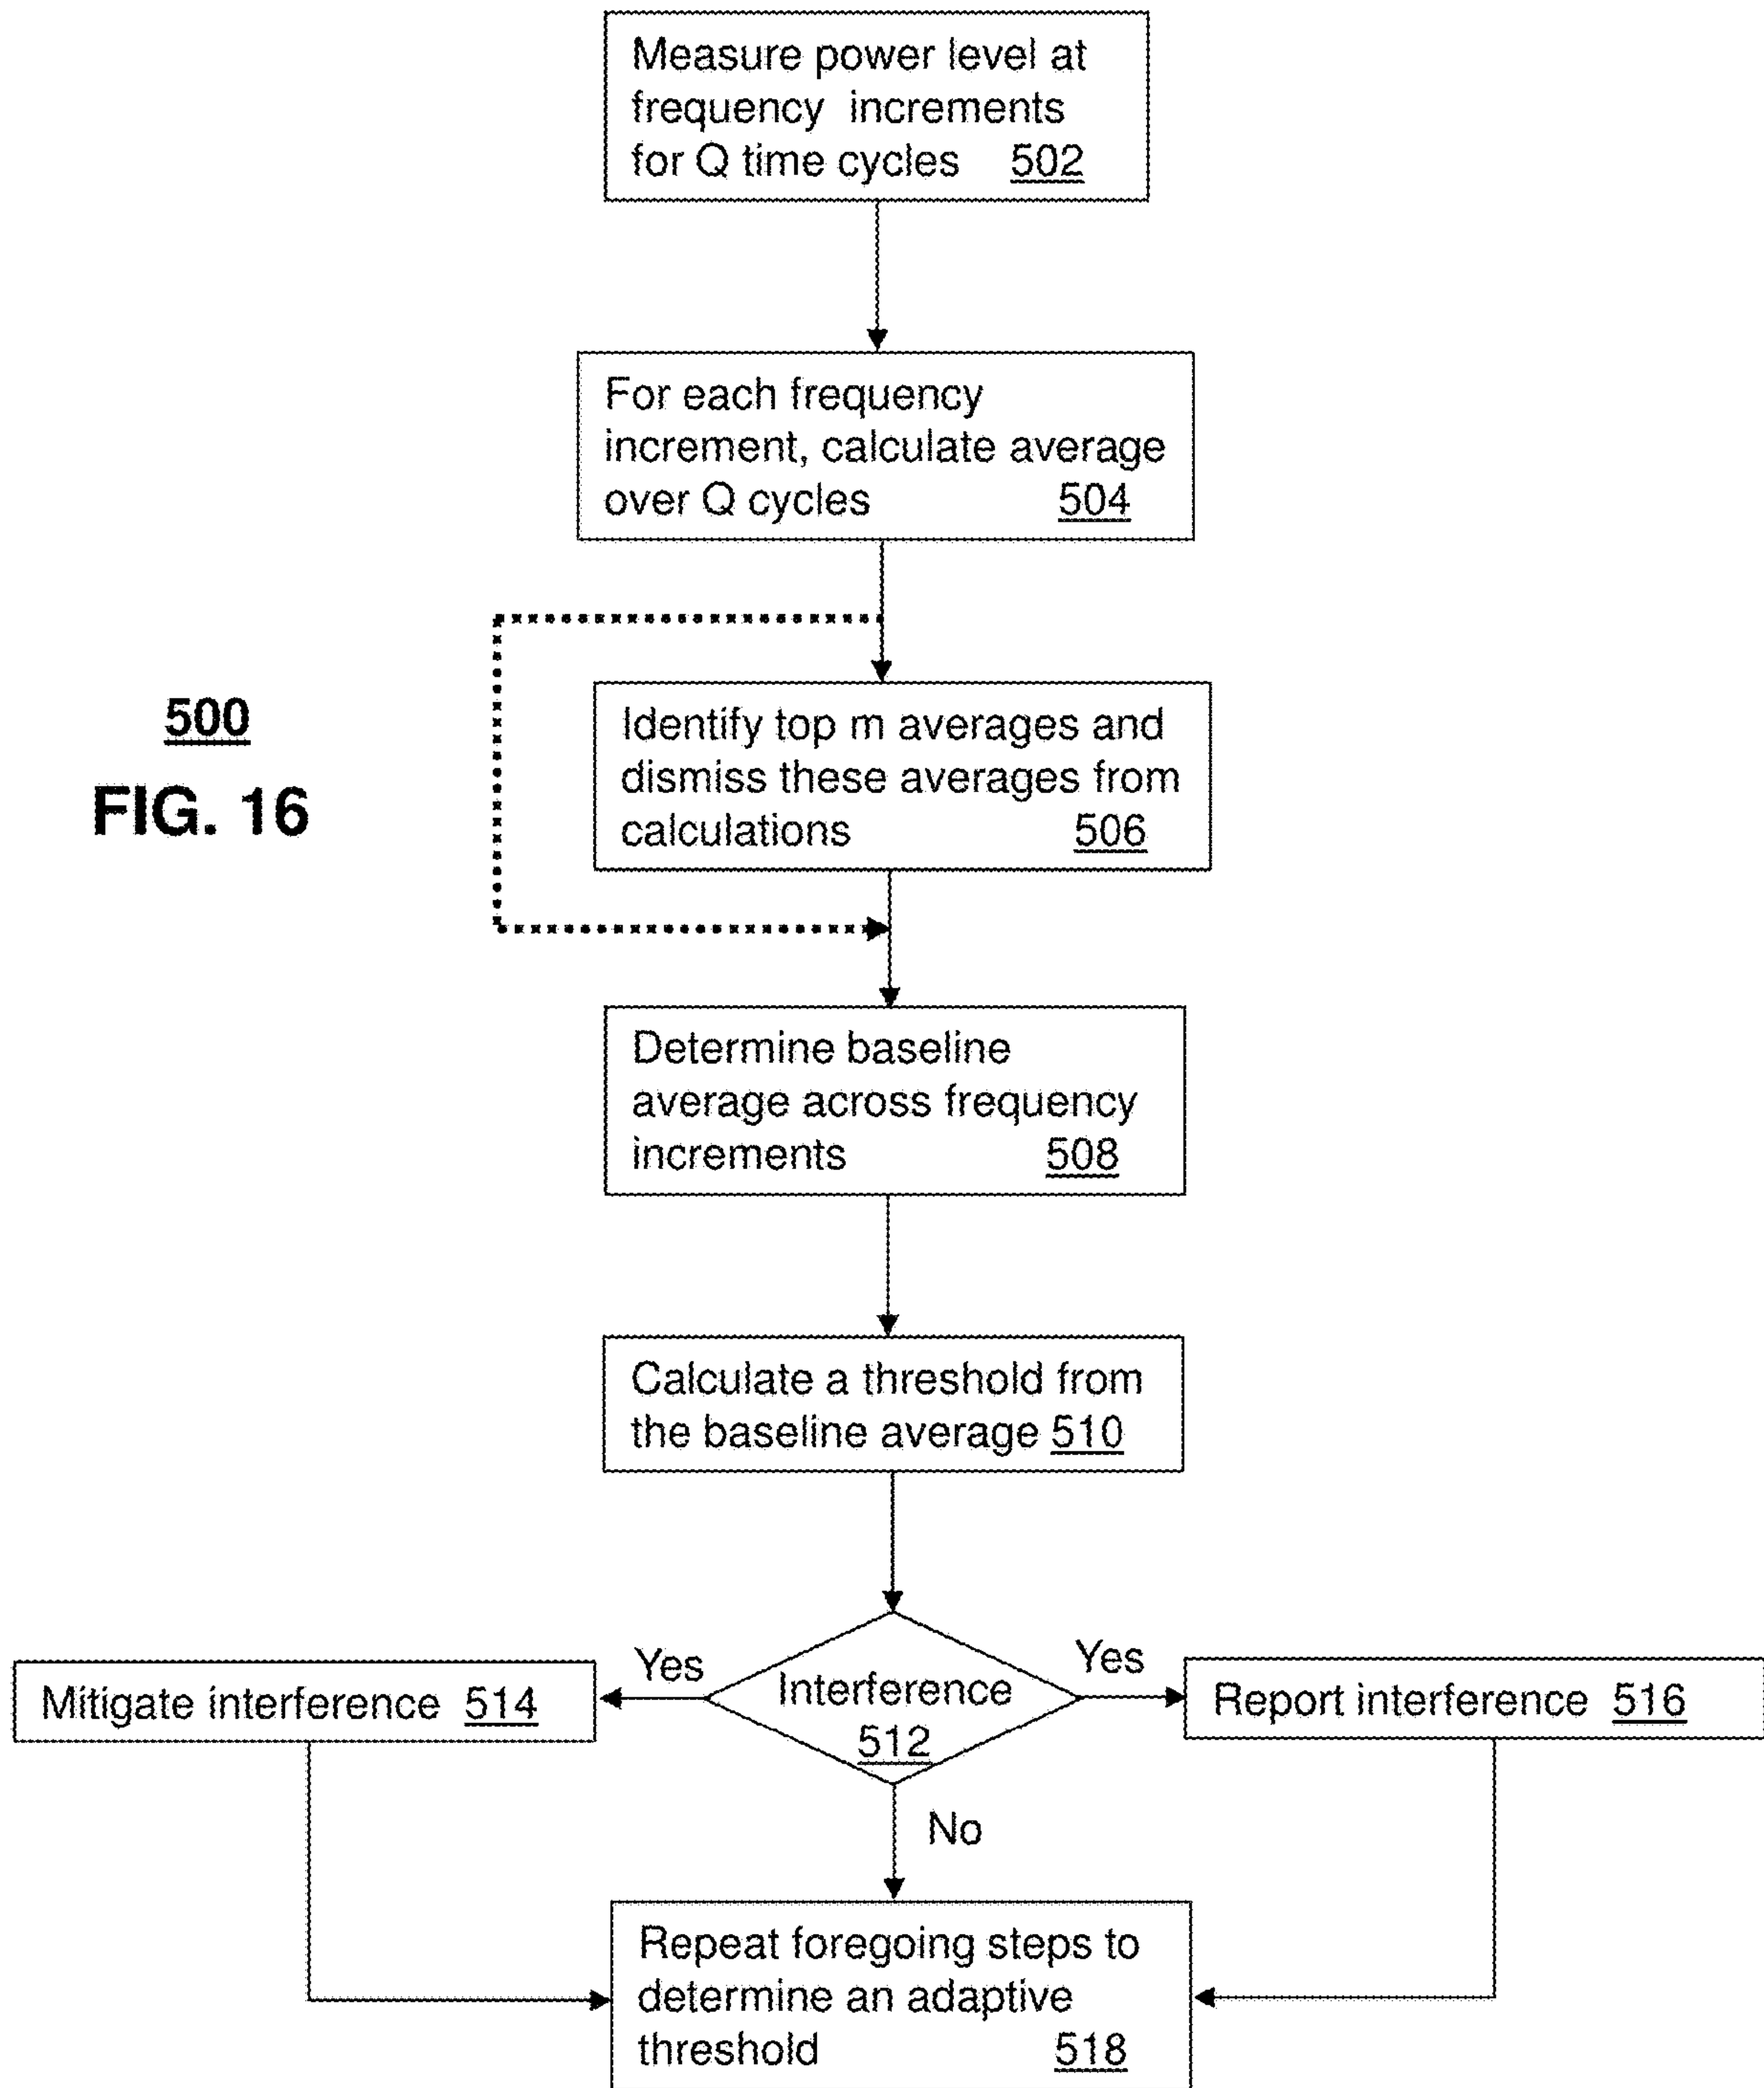 Measure power level at
frequency increments
for Q time cycles 502
For each frequency
increment, calculate average
over Q cycles 504
500
FIG. 16
Identify top m averages and
dismiss these averages from
calculations 506
Determine baseline
average across frequency
increments 508
Calculate a threshold from
the baseline average 510
Yes
Yes
Mitigate interference 514
Interference
512
Report interference 516
No
Repeat foregoing steps to
determine an adaptive
threshold 518